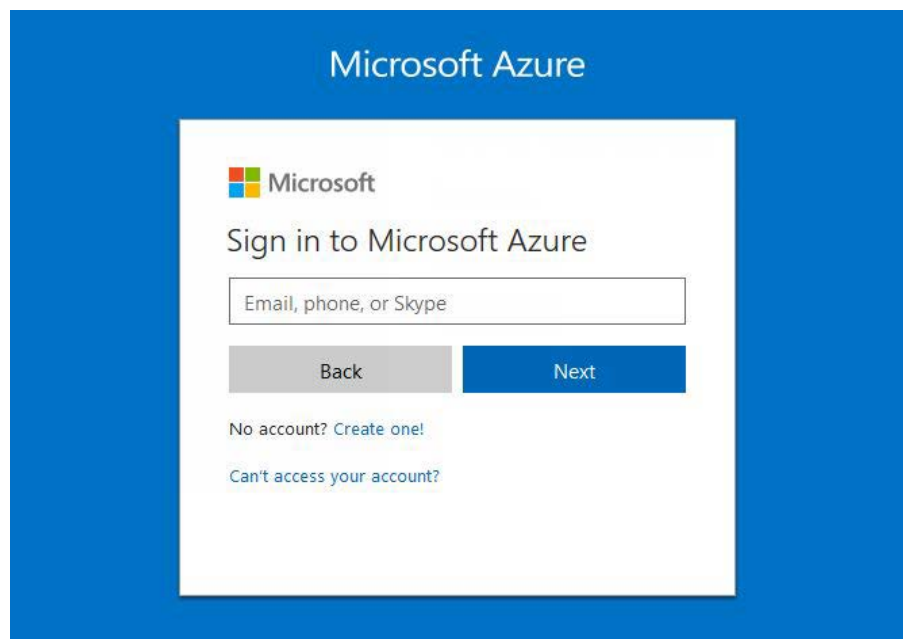 Microsoft Azure
Microsoft
Sign in to Microsoft Azure
Email, phone, or Skype
Back Next
No account? Create one!
Can't access your account?